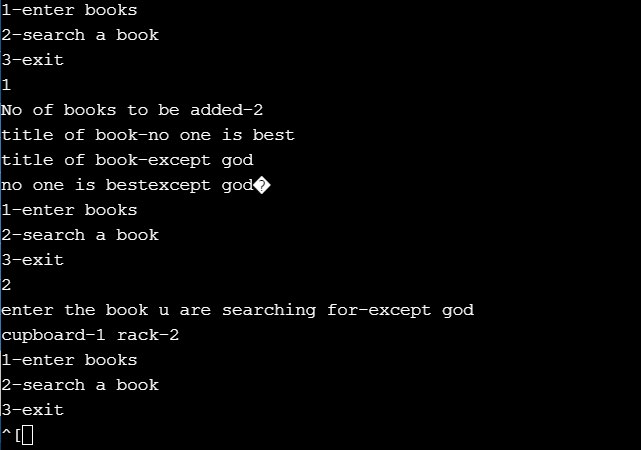 1-enter books
2-search a book
3-exit
1
No of books to be added-2
title of book-no one is best
title of book-except god
no one is bestexcept god�
1-enter books
2-search a book
3-exit
2
enter the book u are searching for-except god
cupboard-1 rack-2
1-enter books
2-search a book
3-exit
^[